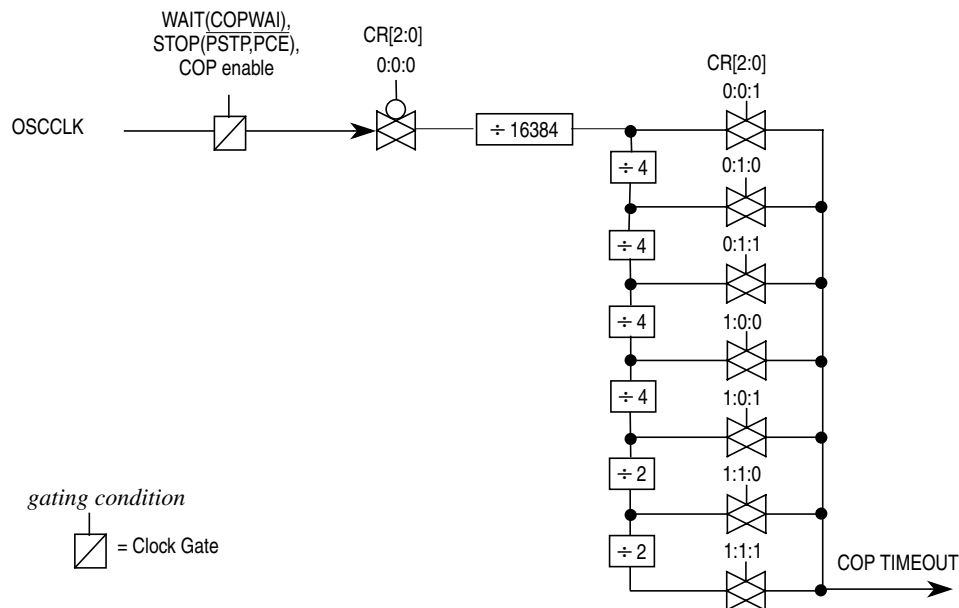 WAIT(COPWAI),
STOP(PSTP,PCE),
COP enable
CR[2:0]
0:0:0
OSCCLK
÷ 16384
CR[2:0]
0:0:1
÷ 4
0:1:0
÷ 4
0:1:1
÷ 4
1:0:0
÷ 4
1:0:1
÷ 2
1:1:0
÷ 2
1:1:1
gating condition
= Clock Gate
COP TIMEOUT